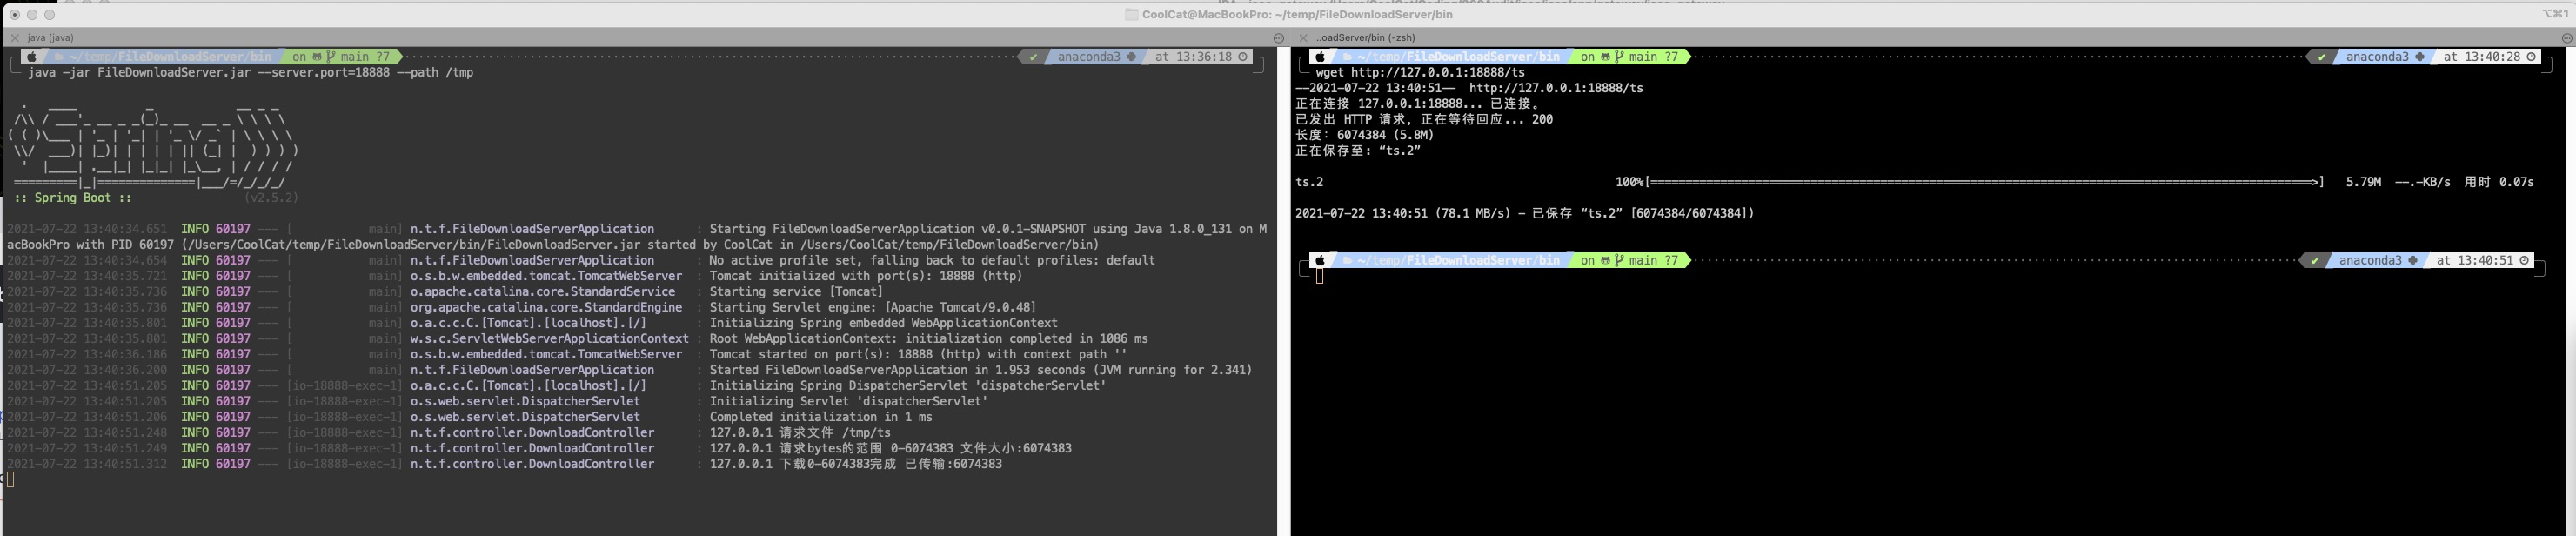 CoolCat@MacBookPro: ~/temp/FileDownloadServer/bin
⌥⌘1
java (java)
~/temp/FileDownloadServer/bin on main ?7 ✔ anaconda3 at 13:36:18
java -jar FileDownloadServer.jar --server.port=18888 --path /tmp
  .   ____          _            __ _ _
 /\\ / ___'_ __ _ _(_)_ __  __ _ \ \ \ \
( ( )\___ | '_ | '_| | '_ \/ _` | \ \ \ \
 \\/  ___)| |_)| | | | | || (_| |  ) ) ) )
  '  |____| .__|_| |_|_| |_\__, | / / / /
 =========|_|==============|___/=/_/_/_/
 :: Spring Boot ::                (v2.5.2)
2021-07-22 13:40:34.651  INFO 60197 --- [           main] n.t.f.FileDownloadServerApplication      : Starting FileDownloadServerApplication v0.0.1-SNAPSHOT using Java 1.8.0_131 on M
acBookPro with PID 60197 (/Users/CoolCat/temp/FileDownloadServer/bin/FileDownloadServer.jar started by CoolCat in /Users/CoolCat/temp/FileDownloadServer/bin)
2021-07-22 13:40:34.654  INFO 60197 --- [           main] n.t.f.FileDownloadServerApplication      : No active profile set, falling back to default profiles: default
2021-07-22 13:40:35.721  INFO 60197 --- [           main] o.s.b.w.embedded.tomcat.TomcatWebServer  : Tomcat initialized with port(s): 18888 (http)
2021-07-22 13:40:35.736  INFO 60197 --- [           main] o.apache.catalina.core.StandardService   : Starting service [Tomcat]
2021-07-22 13:40:35.736  INFO 60197 --- [           main] org.apache.catalina.core.StandardEngine  : Starting Servlet engine: [Apache Tomcat/9.0.48]
2021-07-22 13:40:35.801  INFO 60197 --- [           main] o.a.c.c.C.[Tomcat].[localhost].[/]       : Initializing Spring embedded WebApplicationContext
2021-07-22 13:40:35.801  INFO 60197 --- [           main] w.s.c.ServletWebServerApplicationContext : Root WebApplicationContext: initialization completed in 1086 ms
2021-07-22 13:40:36.186  INFO 60197 --- [           main] o.s.b.w.embedded.tomcat.TomcatWebServer  : Tomcat started on port(s): 18888 (http) with context path ''
2021-07-22 13:40:36.200  INFO 60197 --- [           main] n.t.f.FileDownloadServerApplication      : Started FileDownloadServerApplication in 1.953 seconds (JVM running for 2.341)
2021-07-22 13:40:51.205  INFO 60197 --- [io-18888-exec-1] o.a.c.c.C.[Tomcat].[localhost].[/]       : Initializing Spring DispatcherServlet 'dispatcherServlet'
2021-07-22 13:40:51.205  INFO 60197 --- [io-18888-exec-1] o.s.web.servlet.DispatcherServlet        : Initializing Servlet 'dispatcherServlet'
2021-07-22 13:40:51.206  INFO 60197 --- [io-18888-exec-1] o.s.web.servlet.DispatcherServlet        : Completed initialization in 1 ms
2021-07-22 13:40:51.248  INFO 60197 --- [io-18888-exec-1] n.t.f.controller.DownloadController      : 127.0.0.1 请求文件 /tmp/ts
2021-07-22 13:40:51.249  INFO 60197 --- [io-18888-exec-1] n.t.f.controller.DownloadController      : 127.0.0.1 请求bytes的范围 0-6074383 文件大小:6074383
2021-07-22 13:40:51.312  INFO 60197 --- [io-18888-exec-1] n.t.f.controller.DownloadController      : 127.0.0.1 下载0-6074383完成 已传输:6074383
..oadServer/bin (-zsh)
~/temp/FileDownloadServer/bin on main ?7 ✔ anaconda3 at 13:40:28
wget http://127.0.0.1:18888/ts
--2021-07-22 13:40:51--  http://127.0.0.1:18888/ts
正在连接 127.0.0.1:18888... 已连接。
已发出 HTTP 请求，正在等待回应... 200
长度：6074384 (5.8M)
正在保存至: “ts.2”
ts.2 100%[===================================================================================================>] 5.79M --.-KB/s 用时 0.07s
2021-07-22 13:40:51 (78.1 MB/s) - 已保存 “ts.2” [6074384/6074384])
~/temp/FileDownloadServer/bin on main ?7 ✔ anaconda3 at 13:40:51